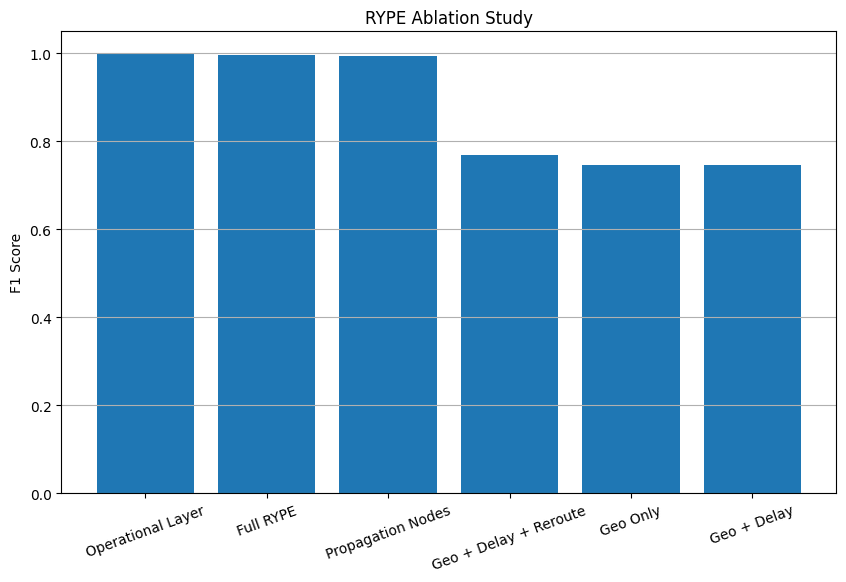 RYPE Ablation Study
F1 Score
1.0
0.8
0.6
0.4
0.2
0.0
Operational Layer
Full RYPE
Propagation Nodes
Geo + Delay + Reroute
Geo Only
Geo + Delay